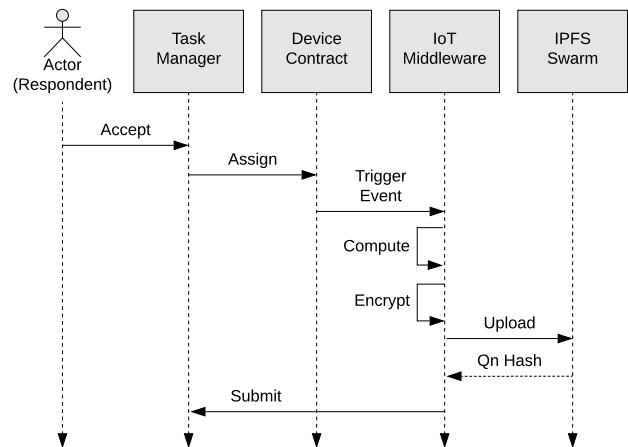 Actor
(Respondent)
Task
Manager
Device
Contract
IoT
Middleware
IPFS
Swarm
Accept
Assign
Trigger
Event
Compute
Encrypt
Upload
Qn Hash
Submit